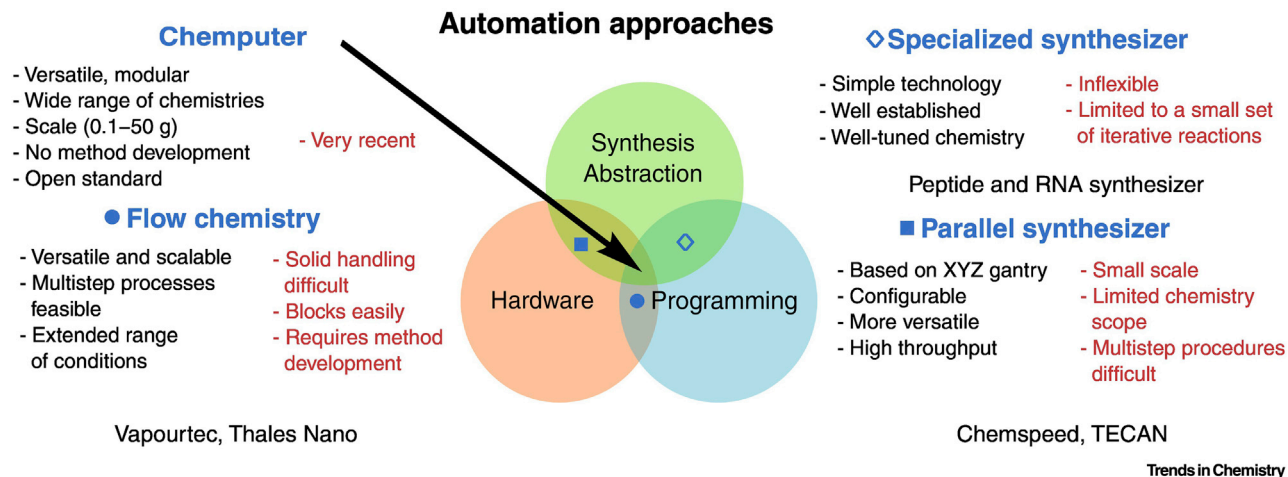 Automation approaches
Chemputer
- Versatile, modular
- Wide range of chemistries
- Scale (0.1–50 g)
- No method development
- Open standard
- Very recent
Flow chemistry
- Versatile and scalable
- Multistep processes
feasible
- Extended range
of conditions
- Solid handling
difficult
- Blocks easily
- Requires method
development
Vapourtec, Thales Nano
Synthesis
Abstraction
Hardware
Programming
Specialized synthesizer
- Simple technology
- Well established
- Well-tuned chemistry
- Inflexible
- Limited to a small set
of iterative reactions
Peptide and RNA synthesizer
Parallel synthesizer
- Based on XYZ gantry
- Configurable
- More versatile
- High throughput
- Small scale
- Limited chemistry
scope
- Multistep procedures
difficult
Chemspeed, TECAN
Trends in Chemistry